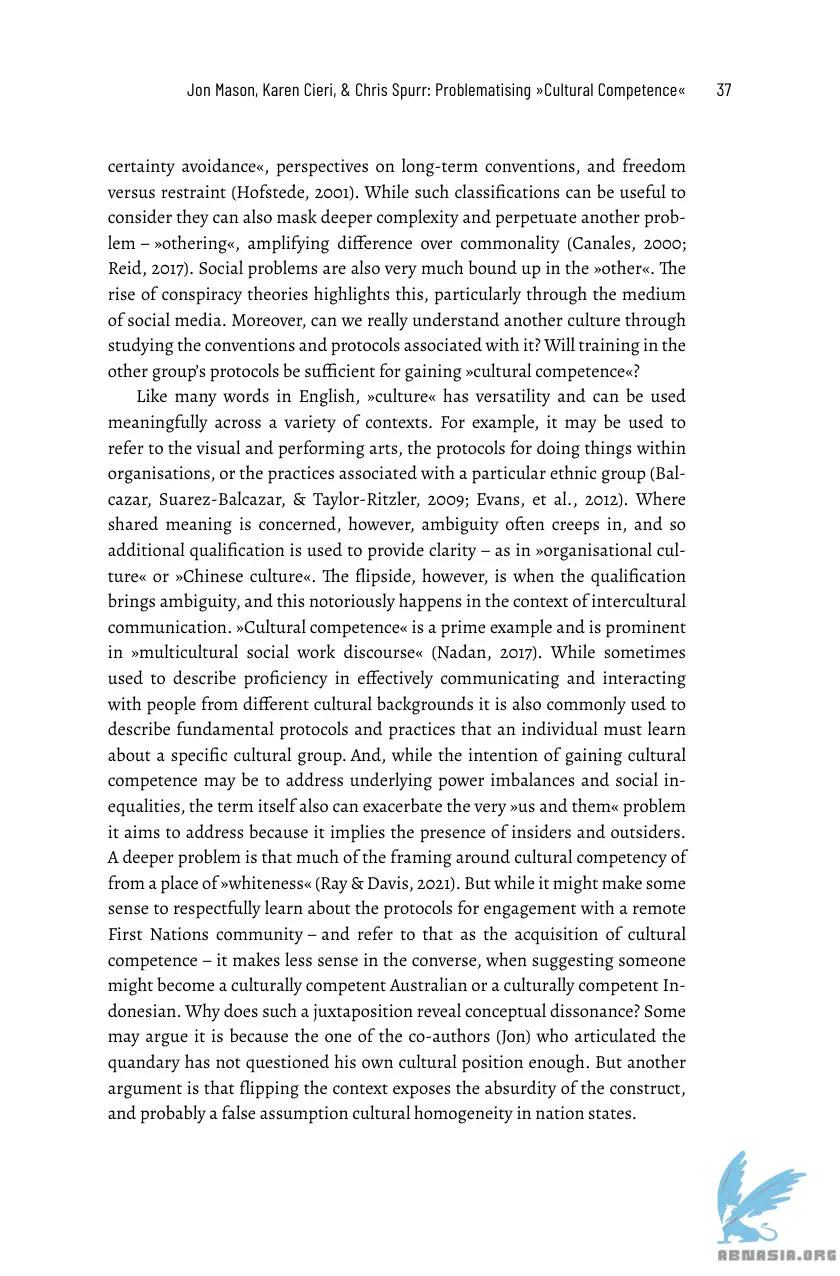 Jon Mason, Karen Cieri, & Chris Spurr: Problematising »Cultural Competence« 37
certainty avoidance«, perspectives on long-term conventions, and freedom
versus restraint (Hofstede, 2001). While such classifications can be useful to
consider they can also mask deeper complexity and perpetuate another prob-
lem – »othering«, amplifying difference over commonality (Canales, 2000;
Reid, 2017). Social problems are also very much bound up in the »other«. The
rise of conspiracy theories highlights this, particularly through the medium
of social media. Moreover, can we really understand another culture through
studying the conventions and protocols associated with it? Will training in the
other group's protocols be sufficient for gaining »cultural competence«?
Like many words in English, »culture« has versatility and can be used
meaningfully across a variety of contexts. For example, it may be used to
refer to the visual and performing arts, the protocols for doing things within
organisations, or the practices associated with a particular ethnic group (Bal-
cazar, Suarez-Balcazar, & Taylor-Ritzler, 2009; Evans, et al., 2012). Where
shared meaning is concerned, however, ambiguity often creeps in, and so
additional qualification is used to provide clarity – as in »organisational cul-
ture« or »Chinese culture«. The flipside, however, is when the qualification
brings ambiguity, and this notoriously happens in the context of intercultural
communication. »Cultural competence« is a prime example and is prominent
in »multicultural social work discourse« (Nadan, 2017). While sometimes
used to describe proficiency in effectively communicating and interacting
with people from different cultural backgrounds it is also commonly used to
describe fundamental protocols and practices that an individual must learn
about a specific cultural group. And, while the intention of gaining cultural
competence may be to address underlying power imbalances and social in-
equalities, the term itself also can exacerbate the very »us and them« problem
it aims to address because it implies the presence of insiders and outsiders.
A deeper problem is that much of the framing around cultural competency of
from a place of »whiteness« (Ray & Davis, 2021). But while it might make some
sense to respectfully learn about the protocols for engagement with a remote
First Nations community – and refer to that as the acquisition of cultural
competence – it makes less sense in the converse, when suggesting someone
might become a culturally competent Australian or a culturally competent In-
donesian. Why does such a juxtaposition reveal conceptual dissonance? Some
may argue it is because the one of the co-authors (Jon) who articulated the
quandary has not questioned his own cultural position enough. But another
argument is that flipping the context exposes the absurdity of the construct,
and probably a false assumption cultural homogeneity in nation states.
ABNASIA.ORG